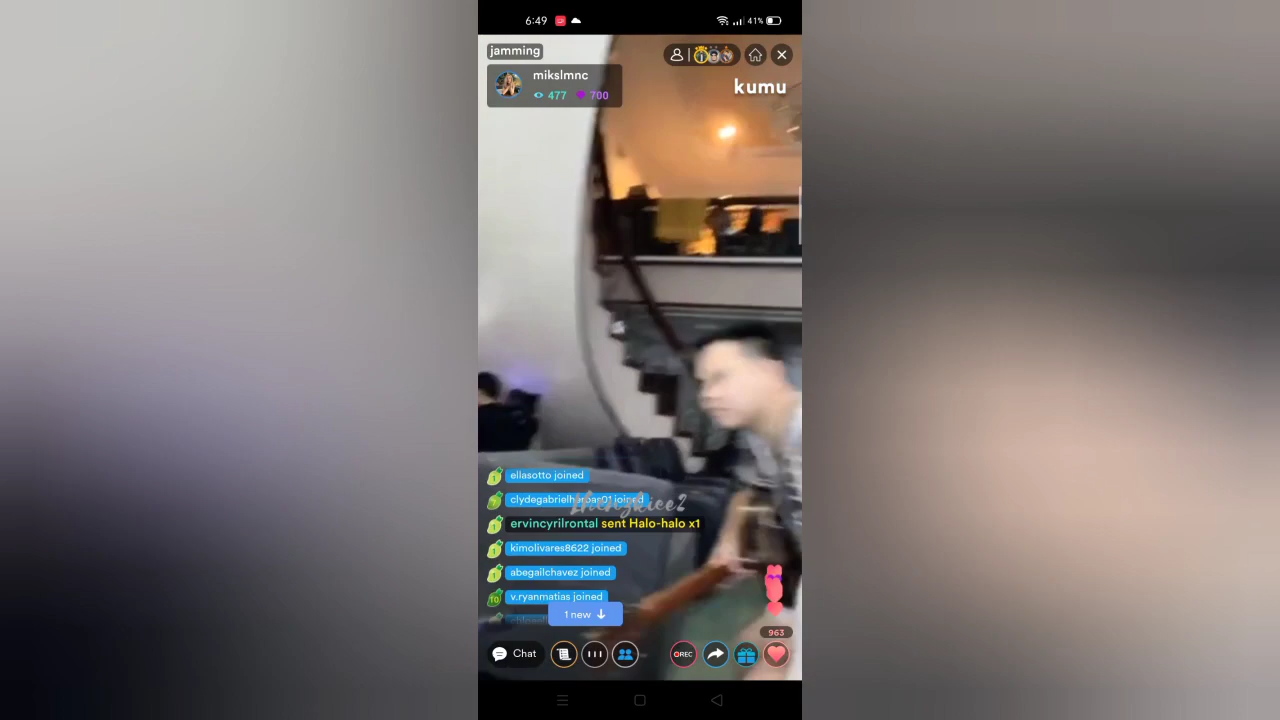 6:49
41%
jamming
mikslmnc
477
700
kumu
ellasotto joined
joined
ervincyrilrontal sent Halo-halo x1
kimolivares8622 joined
abegailchavez joined
v.ryanmatias joined
1 new
963
Chat
REC